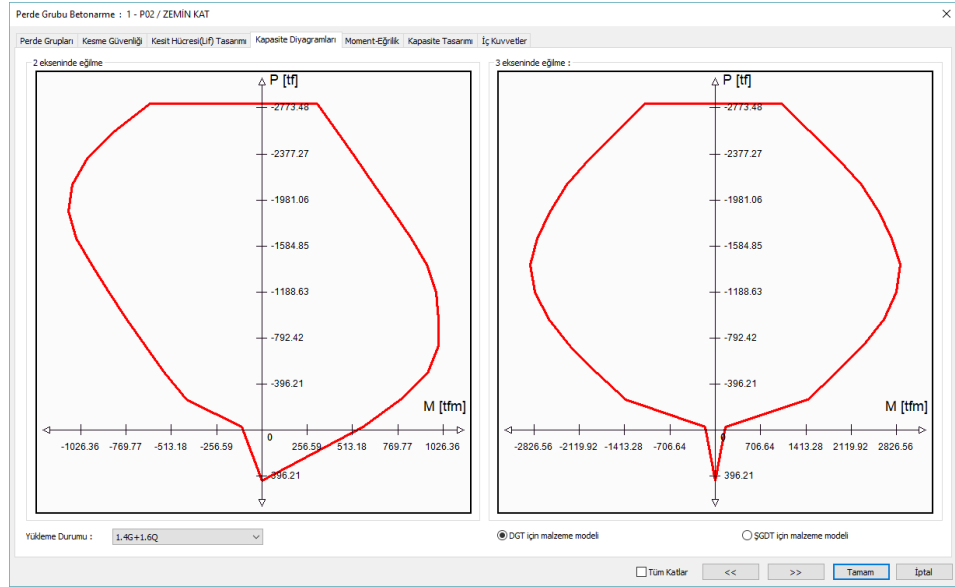 Perde Grubu Betonarme : 1 - P02 / ZEMİN KAT
Perde Grupları Kesme Güvenliği Kesit Hücresi(Lif) Tasarımı Kapasite Diyagramları Moment-Eğrilik Kapasite Tasarımı İç Kuvvetler
2 ekseninde eğilme
P [tf]
-2773.48
-2377.27
-1981.06
-1584.85
-1188.63
-792.42
-396.21
M [tfm]
0
-1026.36 -769.77 -513.18 -256.59 256.59 513.18 769.77 1026.36
396.21
3 ekseninde eğilme :
P [tf]
-2773.48
-2377.27
-1981.06
-1584.85
-1188.63
-792.42
-396.21
M [tfm]
0
-2826.56 -2119.92 -1413.28 -706.64 706.64 1413.28 2119.92 2826.56
396.21
Yükleme Durumu : 1.4G+1.6Q
DGT için malzeme modeli ŞGDT için malzeme modeli
Tüm Katlar << >> Tamam İptal